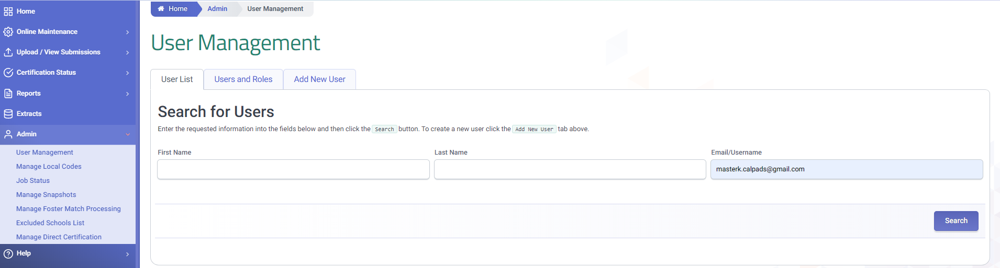 Home
Online Maintenance
Upload / View Submissions
Certification Status
Reports
Extracts
Admin
User Management
Manage Local Codes
Job Status
Manage Snapshots
Manage Foster Match Processing
Excluded Schools List
Manage Direct Certification
Help
Home Admin User Management
User Management
User List Users and Roles Add New User
Search for Users
Enter the requested information into the fields below and then click the Search button. To create a new user click the Add New User tab above.
First Name Last Name Email/Username
masterk.calpads@gmail.com
Search